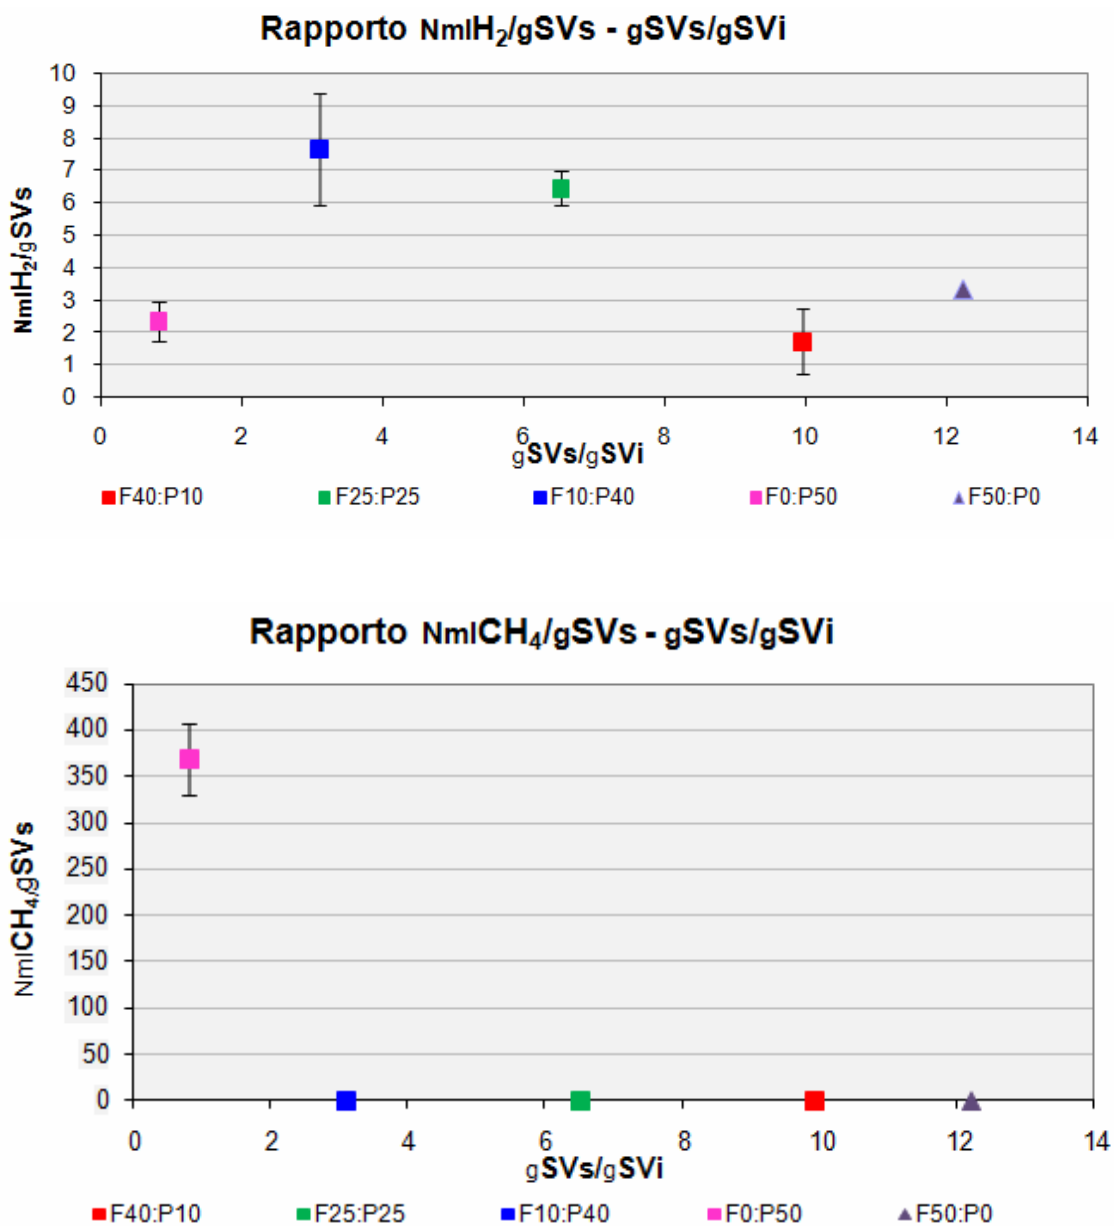 Rapporto NmlH₂/gSVs - gSVs/gSVi
NmlH₂/gSVs
10
9
8
7
6
5
4
3
2
1
0
0 2 4 6 8 10 12 14
gSVs/gSVi
F40:P10 F25:P25 F10:P40 F0:P50 F50:P0
Rapporto NmlCH₄/gSVs - gSVs/gSVi
NmlCH₄/gSVs
450
400
350
300
250
200
150
100
50
0
0 2 4 6 8 10 12 14
gSVs/gSVi
F40:P10 F25:P25 F10:P40 F0:P50 F50:P0